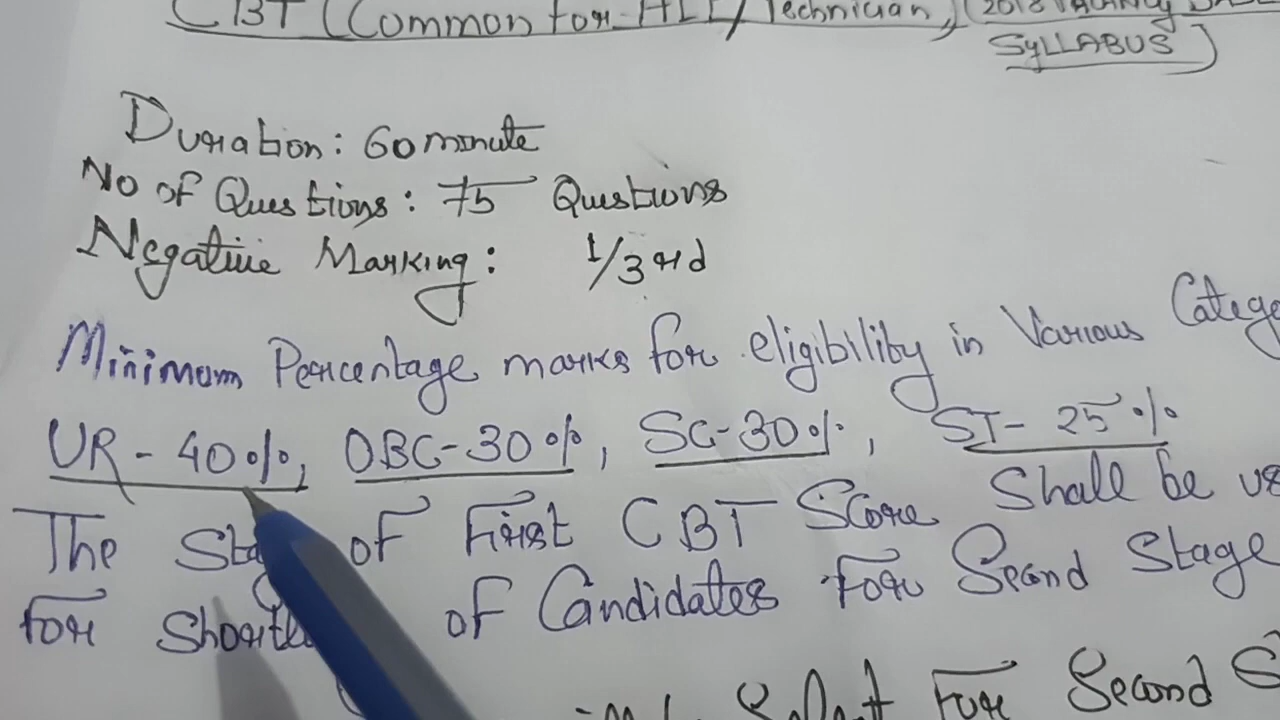 CBT (Common for ALP/Technician, (2018 Vacancy
SYLLABUS)
Duration: 60 minute
No of Questions: 75 Questions
Negative Marking: 1/3rd
Minimum Percentage marks for eligibility in Various
UR - 40%, OBC-30%, SC-30%, ST- 25%
The of First CBT Score Shall be
for of Candidates For Second Stage
For Second